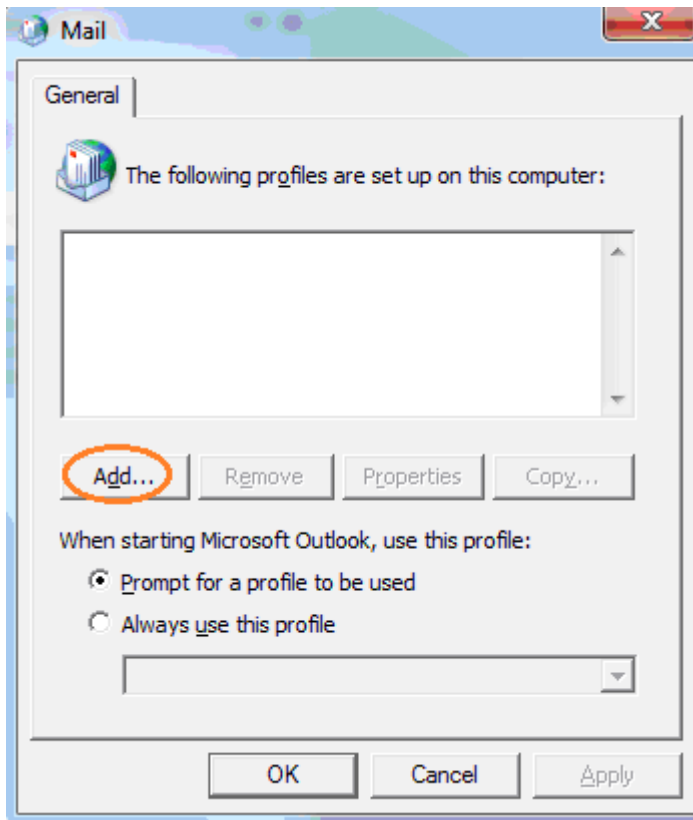 Mail
General
The following profiles are set up on this computer:
Add...
Remove
Properties
Copy...
When starting Microsoft Outlook, use this profile:
Prompt for a profile to be used
Always use this profile
OK
Cancel
Apply